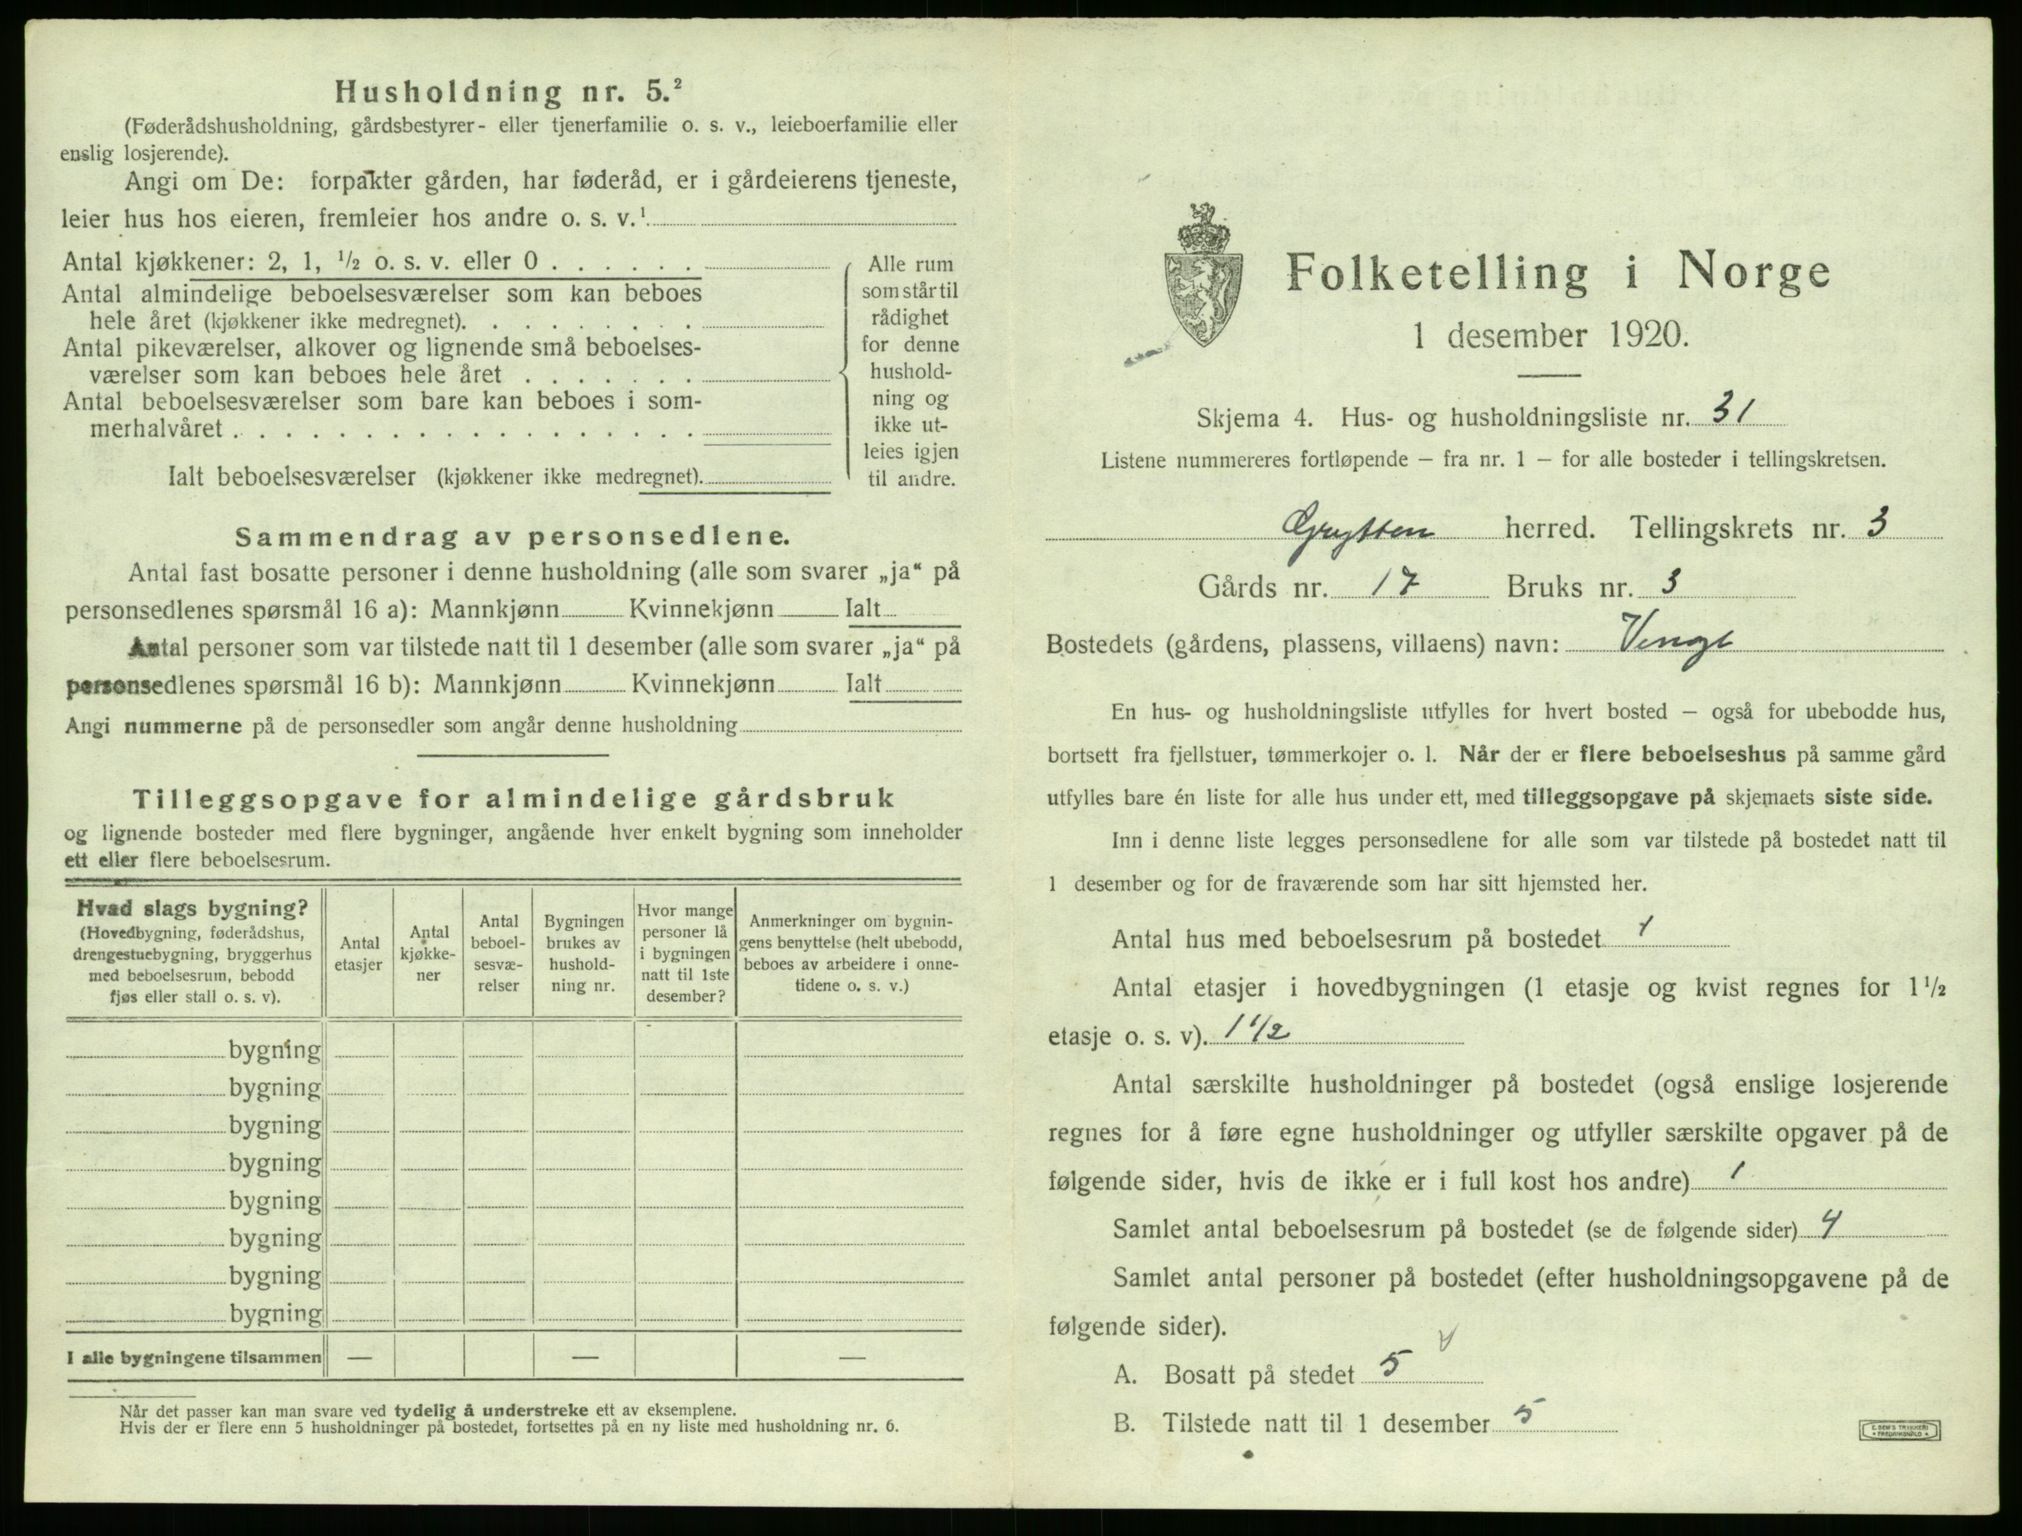 Husholdning nr. 5.²
(Føderådshusholdning, gårdsbestyrer- eller tjenerfamilie o. s. v., leieboerfamilie eller
enslig losjerende).
Angi om De: forpakter gården, har føderåd, er i gårdeierens tjeneste,
leier hus hos eieren, fremleier hos andre o. s. v.¹
Antal kjøkkener: 2, 1, ½ o. s. v. eller 0
Antal almindelige beboelsesværelser som kan beboes
hele året (kjøkkener ikke medregnet).
Antal pikeværelser, alkover og lignende små beboelses-
værelser som kan beboes hele året
Antal beboelsesværelser som bare kan beboes i som-
merhalvåret
Ialt beboelsesværelser (kjøkkener ikke medregnet).
Alle rum
som står til
rådighet
for denne
hushold-
ning og
ikke ut-
leies igjen
til andre.
Sammendrag av personsedlene.
Antal fast bosatte personer i denne husholdning (alle som svarer „ja“ på
personsedlenes spørsmål 16 a): Mannkjønn Kvinnekjønn Ialt
Antal personer som var tilstede natt til 1 desember (alle som svarer „ja“ på
personsedlenes spørsmål 16 b): Mannkjønn Kvinnekjønn Ialt
Angi nummerne på de personsedler som angår denne husholdning
Tilleggsopgave for almindelige gårdsbruk
og lignende bosteder med flere bygninger, angående hver enkelt bygning som inneholder
ett eller flere beboelsesrum.
Hvad slags bygning?
(Hovedbygning, føderådshus,
drengestuebygning, bryggerhus
med beboelsesrum, bebodd
fjøs eller stall o. s. v).
Antal
etasjer
Antal
kjøkke-
ner
Antal
beboel-
sesvæ-
relser
Bygningen
brukes av
hushold-
ning nr.
Hvor mange
personer lå
i bygningen
natt til 1ste
desember?
Anmerkninger om bygnin-
gens benyttelse (helt ubebodd,
beboes av arbeidere i onne-
tidene o. s. v.)
bygning
bygning
bygning
bygning
bygning
bygning
bygning
bygning
I alle bygningene tilsammen — — —
Når det passer kan man svare ved tydelig å understreke ett av eksemplene.
Hvis der er flere enn 5 husholdninger på bostedet, fortsettes på en ny liste med husholdning nr. 6.
Folketelling i Norge
1 desember 1920.
Skjema 4. Hus- og husholdningsliste nr. 31
Listene nummereres fortløpende – fra nr. 1 – for alle bosteder i tellingskretsen.
Grytten herred. Tellingskrets nr. 3
Gårds nr. 17 Bruks nr. 3
Bostedets (gårdens, plassens, villaens) navn: Venge
En hus- og husholdningsliste utfylles for hvert bosted – også for ubebodde hus,
bortsett fra fjellstuer, tømmerkojer o. l. Når der er flere beboelseshus på samme gård
utfylles bare én liste for alle hus under ett, med tilleggsopgave på skjemaets siste side.
Inn i denne liste legges personsedlene for alle som var tilstede på bostedet natt til
1 desember og for de fraværende som har sitt hjemsted her.
Antal hus med beboelsesrum på bostedet 1
Antal etasjer i hovedbygningen (1 etasje og kvist regnes for 1½
etasje o. s. v). 1½
Antal særskilte husholdninger på bostedet (også enslige losjerende
regnes for å føre egne husholdninger og utfyller særskilte opgaver på de
følgende sider, hvis de ikke er i full kost hos andre) 1
Samlet antal beboelsesrum på bostedet (se de følgende sider) 4
Samlet antal personer på bostedet (efter husholdningsopgavene på de
følgende sider).
A. Bosatt på stedet 5
B. Tilstede natt til 1 desember 5